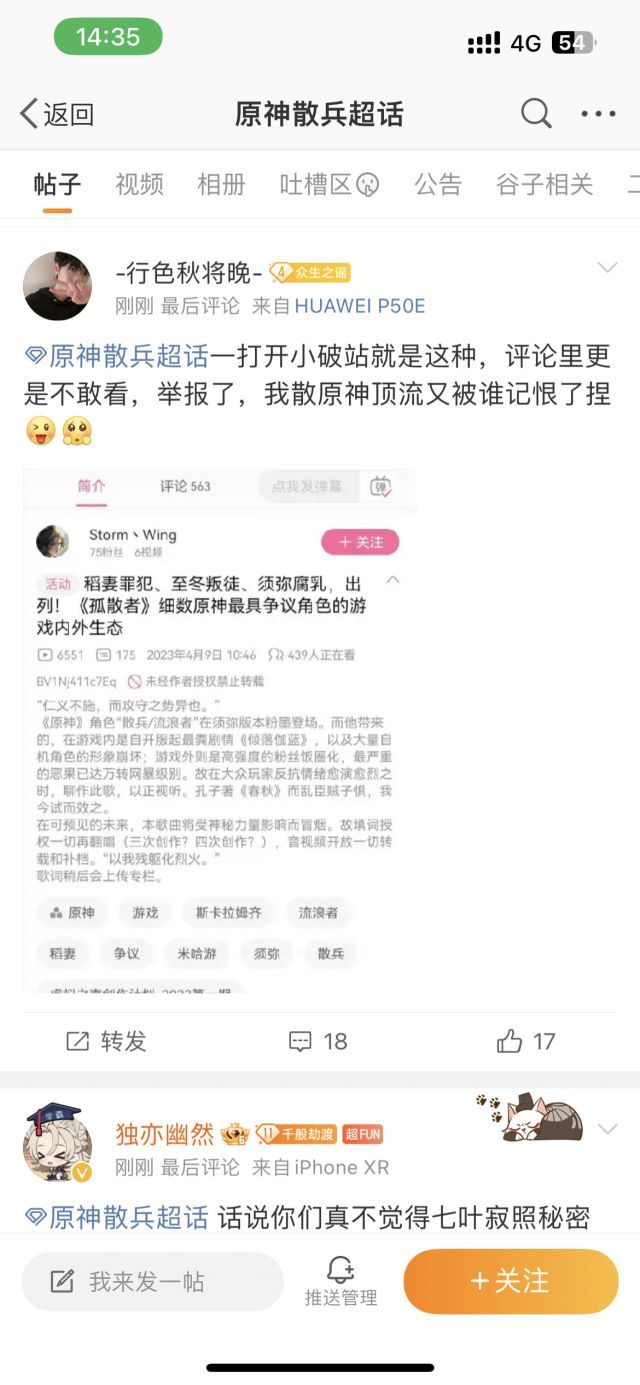 14:35
4G 54
返回
原神散兵超话
帖子 视频 相册 吐槽区 公告 谷子相关
-行色秋将晚- 4 众生之谣
刚刚 最后评论 来自 HUAWEI P50E
原神散兵超话一打开小破站就是这种，评论里更
是不敢看，举报了，我散原神顶流又被谁记恨了捏
简介 评论 563 点我发弹幕 弹
Storm丶Wing
75粉丝 6视频
＋关注
活动 稻妻罪犯、至冬叛徒、须弥腐乳，出
列！《孤散者》细数原神最具争议角色的游
戏内外生态
6551 175 2023年4月9日 10:46 439人正在看
BV1Nj411c7Eq 未经作者授权禁止转载
“仁义不施，而攻守之势异也。”
《原神》角色“散兵/流浪者”在须弥版本粉墨登场。而他带来
的，在游戏内是自开服起最粪剧情《倾落伽蓝》，以及大量自
机角色的形象崩坏；游戏外则是高强度的粉丝饭圈化，最严重
的恶果已达万转网暴级别。故在大众玩家反抗情绪愈演愈烈之
时，聊作此歌，以正视听。孔子著《春秋》而乱臣贼子惧，我
今试而效之。
在可预见的未来，本歌曲将受神秘力量影响而冒烟。故填词授
权一切再翻唱（三次创作？四次创作？），音视频开放一切转
载和补档。“以我残躯化烈火。”
歌词稍后会上传专栏。
原神 游戏 斯卡拉姆齐 流浪者
稻妻 争议 米哈游 须弥 散兵
转发 18 17
学霸
独亦幽然 11 千般劫渡 超FUN
刚刚 最后评论 来自 iPhone XR
原神散兵超话 话说你们真不觉得七叶寂照秘密
我来发一帖
推送管理
＋关注